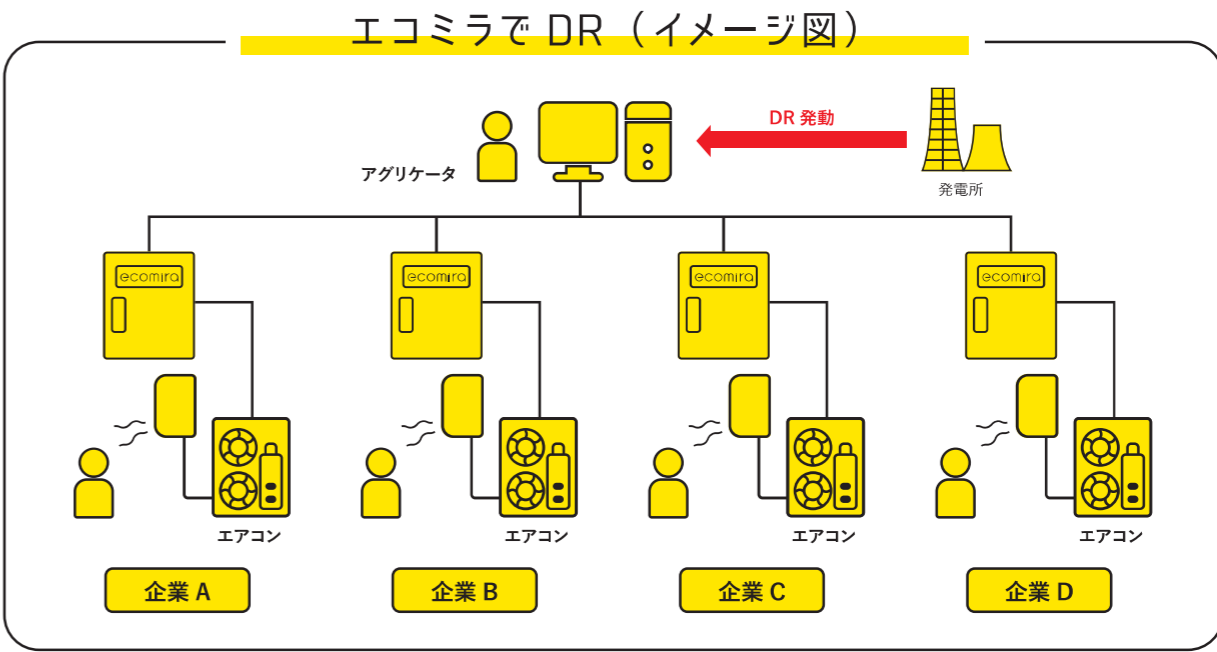 エコミラで DR（イメージ図）
DR 発動
アグリケータ
発電所
ecomira
ecomira
ecomira
ecomira
エアコン
エアコン
エアコン
エアコン
企業 A
企業 B
企業 C
企業 D